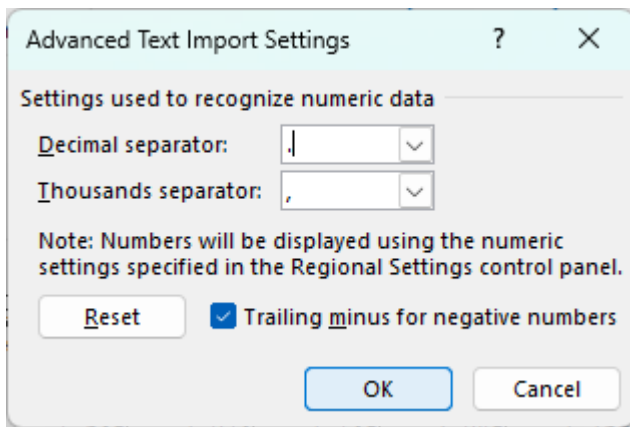 Advanced Text Import Settings ?
Settings used to recognize numeric data
Decimal separator: .
Thousands separator: ,
Note: Numbers will be displayed using the numeric
settings specified in the Regional Settings control panel.
Reset Trailing minus for negative numbers
OK Cancel